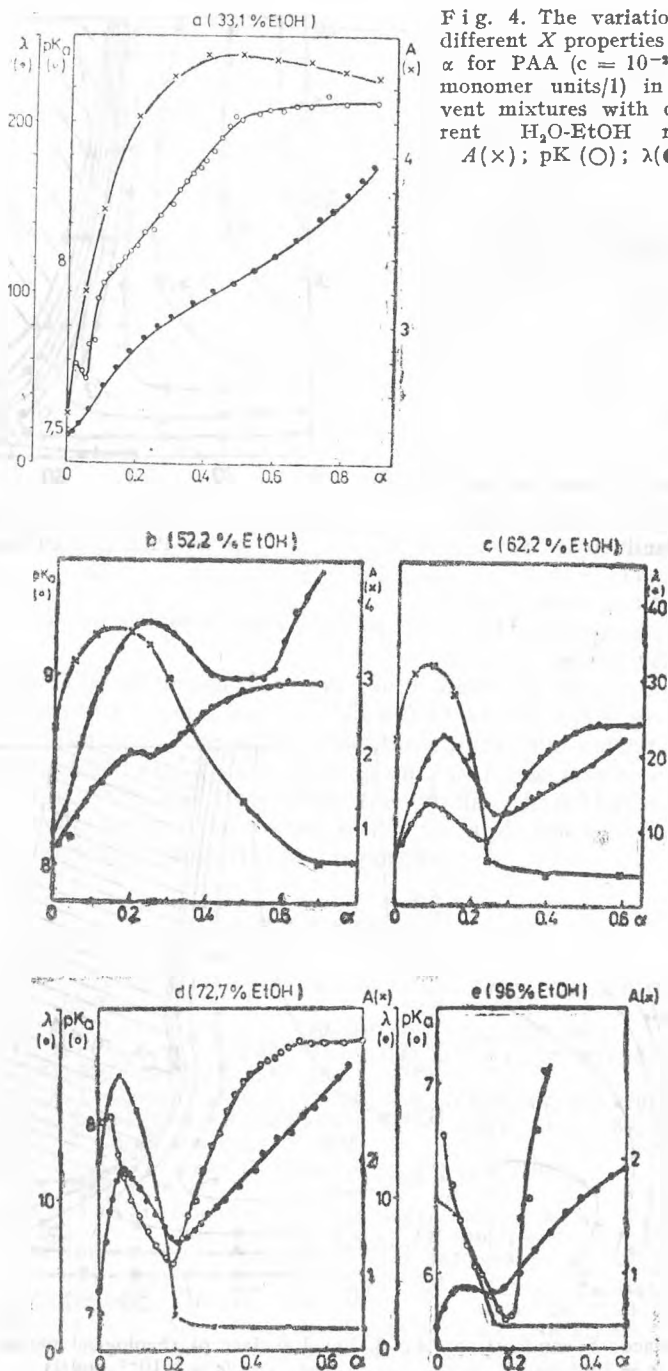 a (33,1 % EtOH)
λ pKa A
(•) (○) (×)
200
8
100
7,5
0
4
3
0 0.2 0.4 0.6 0.8 α
Fig. 4. The variation
different X properties
α for PAA (c = 10⁻²
monomer units/l) in
vent mixtures with
rent H₂O-EtOH
A(×); pK (○); λ(●
b (52,2 % EtOH)
pKa A
(○) (×)
9
8
4
3
2
1
0 0.2 0.4 0.6 α
c (62,2 % EtOH)
λ
(•)
40
30
20
10
0 0.2 0.4 0.6 α
d (72,7 % EtOH)
λ pKa A(×)
(•) (○)
8
10
7
0
2
1
0 0.2 0.4 0.6 α
e (96 % EtOH)
λ pKa A(×)
(•) (○)
7
10
6
0
2
1
0 0.2 0.4 α